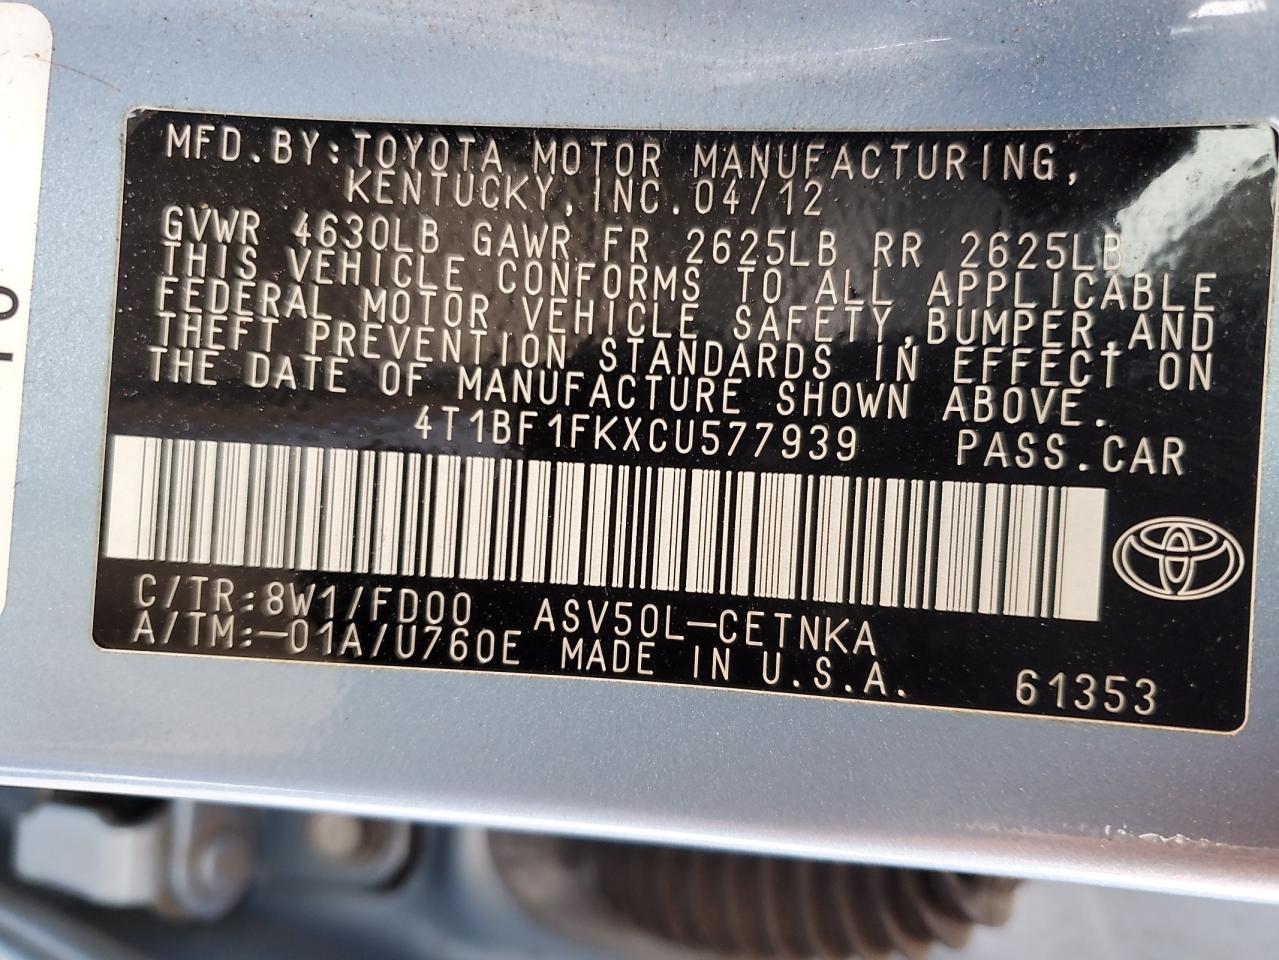 MFD.BY:TOYOTA MOTOR MANUFACTURING,
KENTUCKY,INC.04/12
GVWR 4630LB GAWR FR 2625LB RR 2625LB
THIS VEHICLE CONFORMS TO ALL APPLICABLE
FEDERAL MOTOR VEHICLE SAFETY,BUMPER,AND
THEFT PREVENTION STANDARDS IN EFFECT ON
THE DATE OF MANUFACTURE SHOWN ABOVE.
4T1BF1FKXCU577939 PASS.CAR
C/TR:8W1/FD00 ASV50L-CETNKA
A/TM:-01A/U760E MADE IN U.S.A. 61353